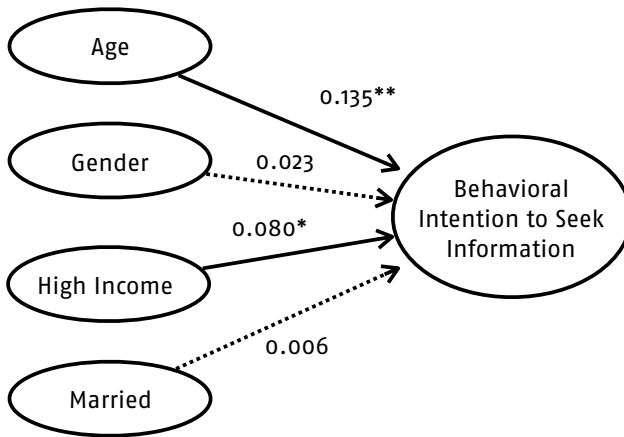 Age
0.135**
Gender
0.023
Behavioral
Intention to Seek
Information
0.080*
High Income
0.006
Married